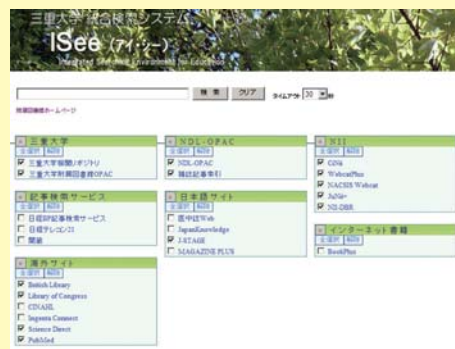 三重大学 統合検索システム
ISee (アイ・シー)
Integrated Searching Environment for Education
検索 クリア タイムアウト 30 秒
附属図書館ホームページ
三重大学
全選択 解除
三重大学学術機関リポジトリ
三重大学附属図書館OPAC
NDL-OPAC
全選択 解除
NDL-OPAC
雑誌記事索引
NII
全選択 解除
CiNii
WebcatPlus
NACSIS Webcat
JuNii+
NII-DBR
記事検索サービス
全選択 解除
日経BP記事検索サービス
日経テレコン21
聞蔵
日本語サイト
全選択 解除
医中誌Web
JapanKnowledge
J-STAGE
MAGAZINE PLUS
インターネット書籍
全選択 解除
BookPlus
海外サイト
全選択 解除
British Library
Library of Congress
CINAHL
Ingenta Connect
Science Direct
PubMed